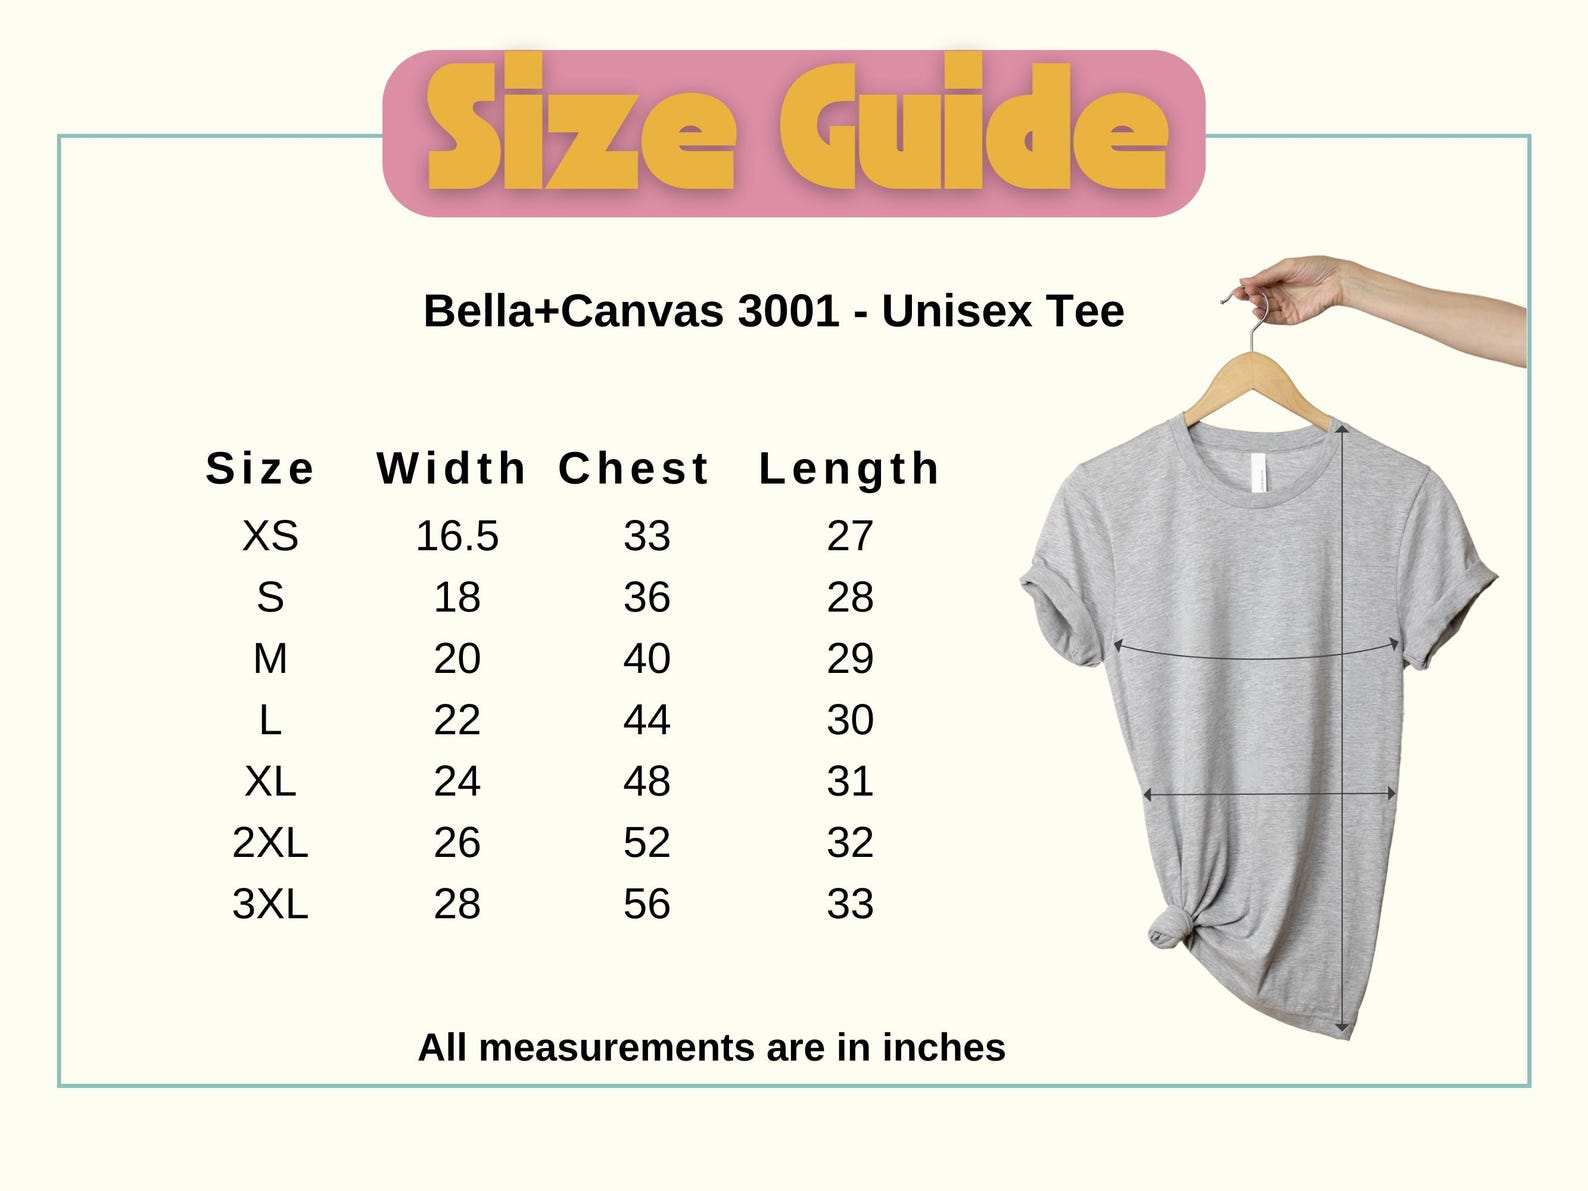 Size Guide
Bella+Canvas 3001 - Unisex Tee
Size Width Chest Length
XS 16.5 33 27
S 18 36 28
M 20 40 29
L 22 44 30
XL 24 48 31
2XL 26 52 32
3XL 28 56 33
All measurements are in inches